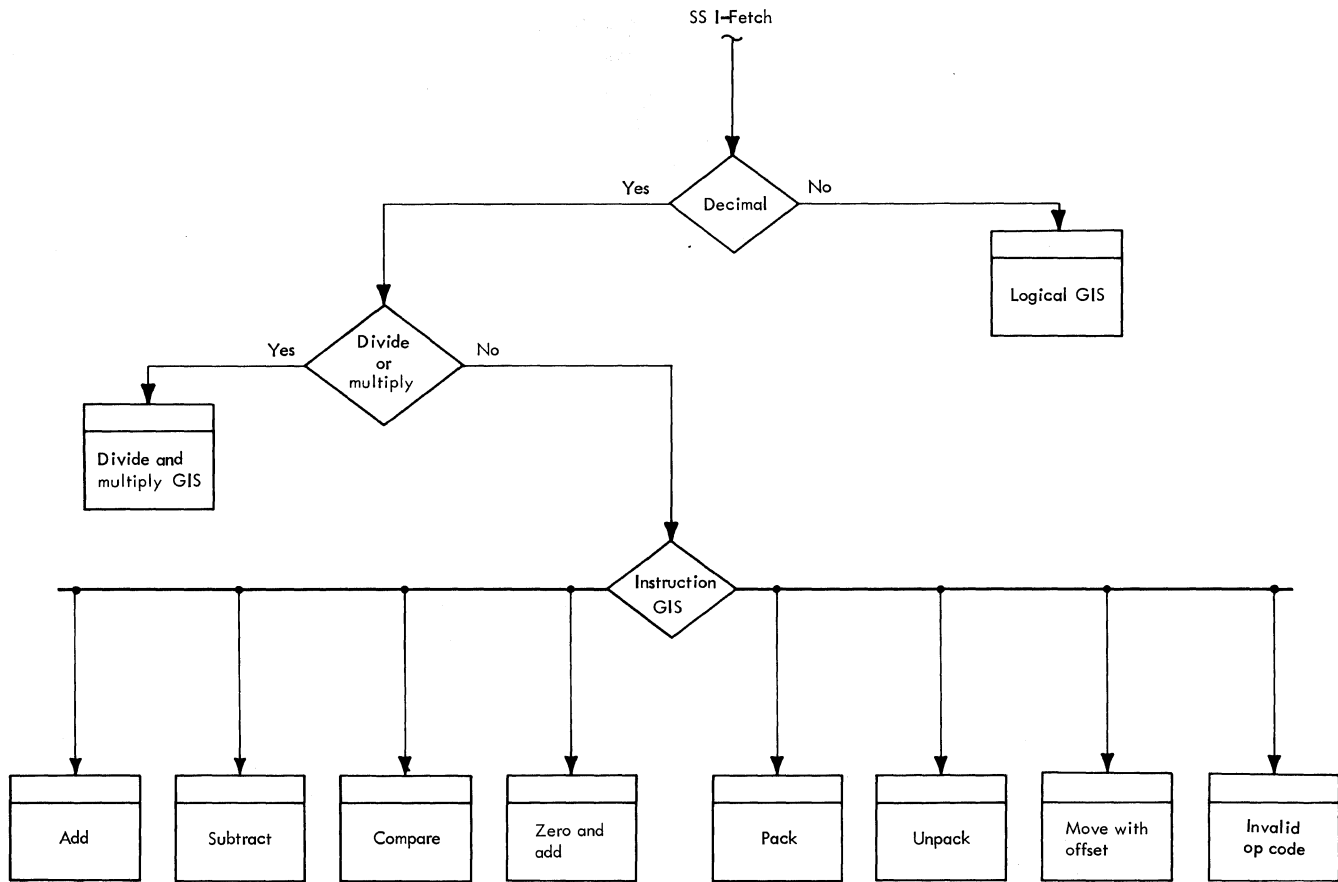 SS I-Fetch
Yes
Decimal
No
Logical GIS
Yes
Divide
or
multiply
No
Divide and
multiply GIS
Instruction
GIS
Add
Subtract
Compare
Zero and
add
Pack
Unpack
Move with
offset
Invalid
op code